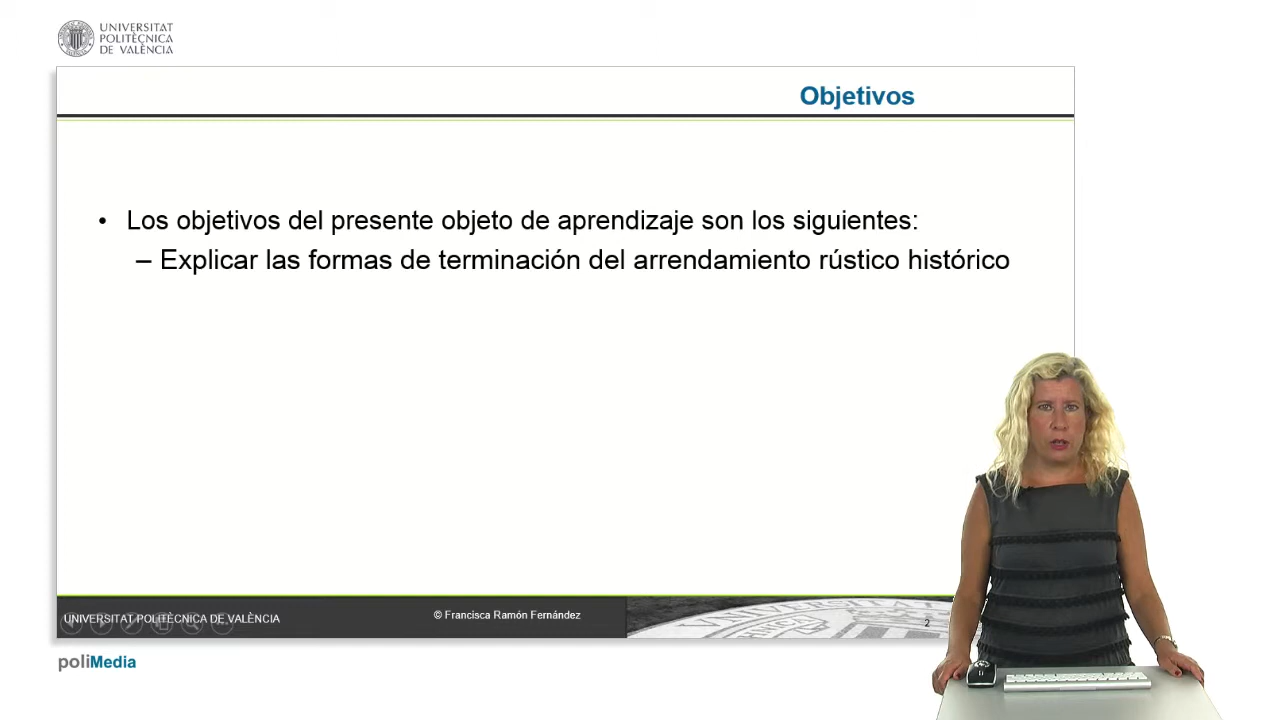 UNIVERSITAT
POLITÈCNICA
DE VALÈNCIA
Objetivos
• Los objetivos del presente objeto de aprendizaje son los siguientes:
– Explicar las formas de terminación del arrendamiento rústico histórico
UNIVERSITAT POLITÈCNICA DE VALÈNCIA
© Francisca Ramón Fernández
2
poliMedia